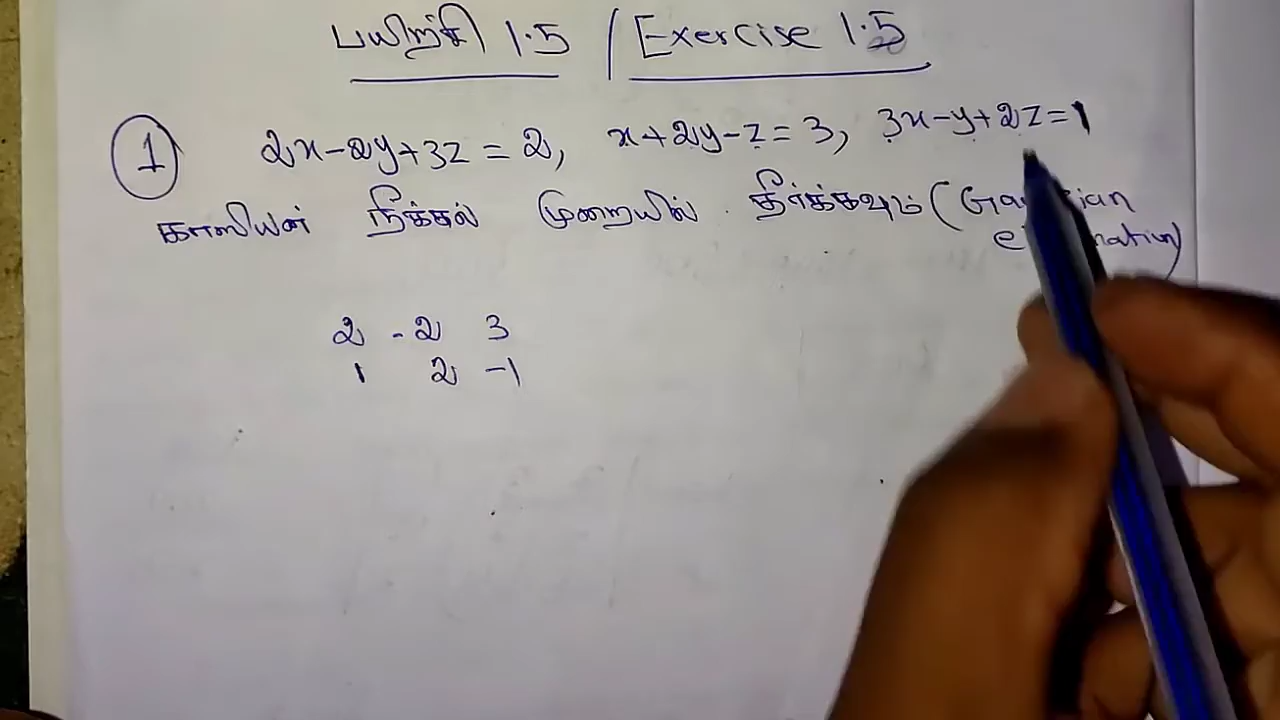 பயிற்சி 1.5 / Exercise 1.5
1 2x-2y+3z = 2, x+2y-z=3, 3x-y+2z=1
காஸியன் நீக்கல் முறையில் தீர்க்கவும் (
2 -2 3
1 2 -1